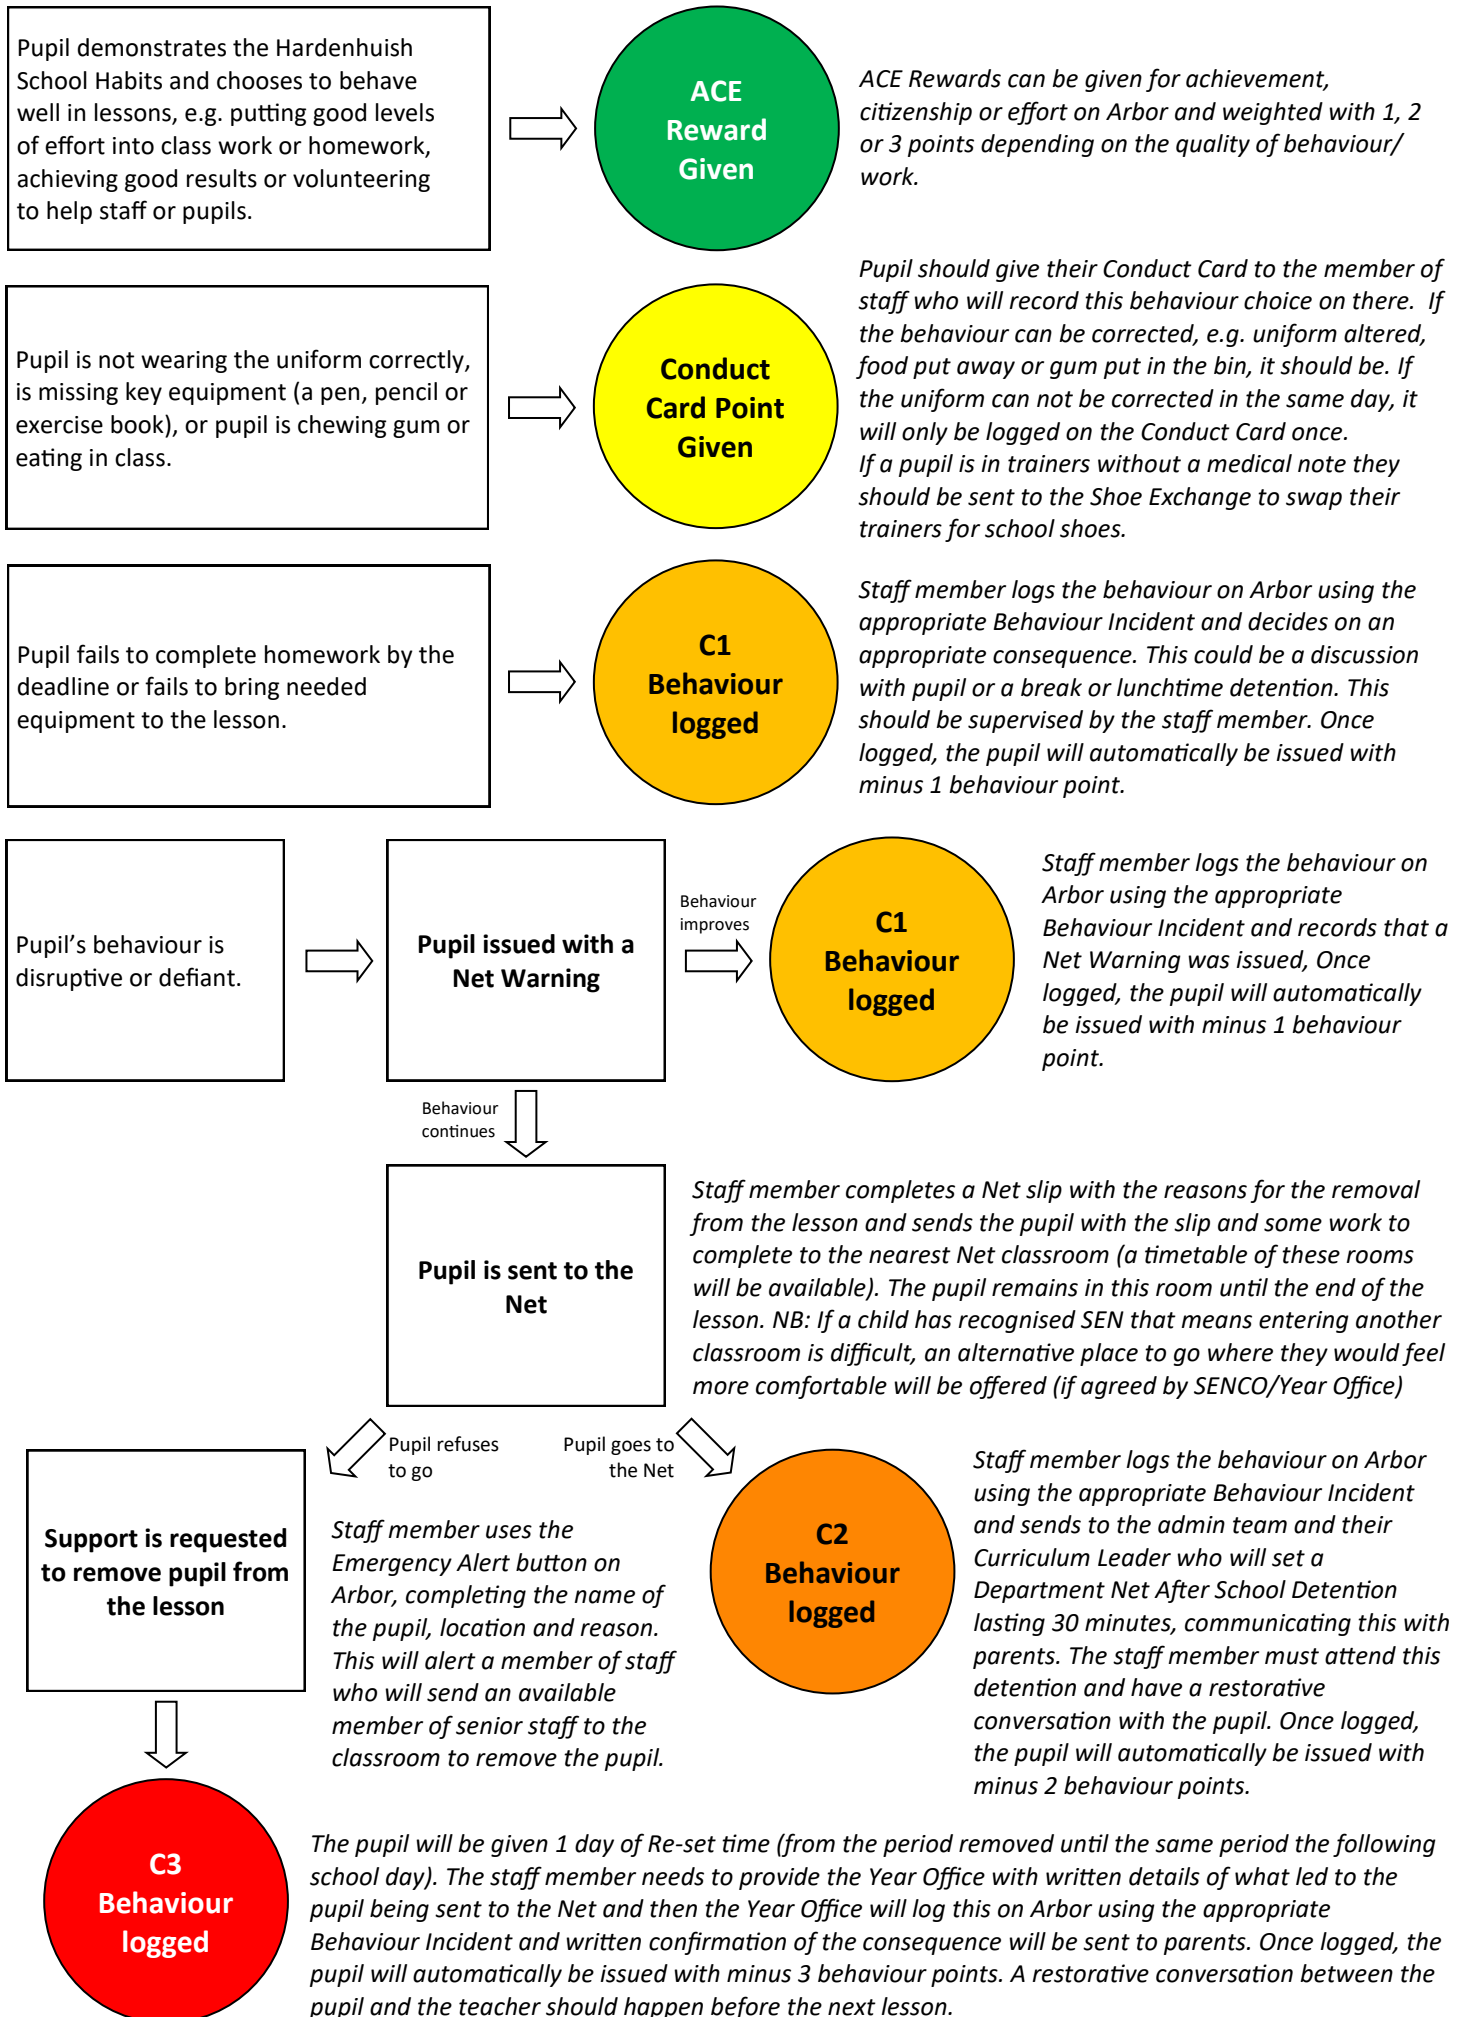 Pupil demonstrates the Hardenhuish
School Habits and chooses to behave
well in lessons, e.g. putting good levels
of effort into class work or homework,
achieving good results or volunteering
to help staff or pupils.
ACE
Reward
Given
ACE Rewards can be given for achievement,
citizenship or effort on Arbor and weighted with 1, 2
or 3 points depending on the quality of behaviour/
work.
Pupil is not wearing the uniform correctly,
is missing key equipment (a pen, pencil or
exercise book), or pupil is chewing gum or
eating in class.
Conduct
Card Point
Given
Pupil should give their Conduct Card to the member of
staff who will record this behaviour choice on there.  If
the behaviour can be corrected, e.g. uniform altered,
food put away or gum put in the bin, it should be. If
the uniform can not be corrected in the same day, it
will only be logged on the Conduct Card once.
If a pupil is in trainers without a medical note they
should be sent to the Shoe Exchange to swap their
trainers for school shoes.
Pupil fails to complete homework by the
deadline or fails to bring needed
equipment to the lesson.
C1
Behaviour
logged
Staff member logs the behaviour on Arbor using the
appropriate Behaviour Incident and decides on an
appropriate consequence. This could be a discussion
with pupil or a break or lunchtime detention. This
should be supervised by the staff member. Once
logged, the pupil will automatically be issued with
minus 1 behaviour point.
Pupil's behaviour is
disruptive or defiant.
Pupil issued with a
Net Warning
Behaviour
improves
C1
Behaviour
logged
Staff member logs the behaviour on
Arbor using the appropriate
Behaviour Incident and records that a
Net Warning was issued, Once
logged, the pupil will automatically
be issued with minus 1 behaviour
point.
Behaviour
continues
Pupil is sent to the
Net
Staff member completes a Net slip with the reasons for the removal
from the lesson and sends the pupil with the slip and some work to
complete to the nearest Net classroom (a timetable of these rooms
will be available). The pupil remains in this room until the end of the
lesson. NB: If a child has recognised SEN that means entering another
classroom is difficult, an alternative place to go where they would feel
more comfortable will be offered (if agreed by SENCO/Year Office)
Pupil refuses
to go
Pupil goes to
the Net
Support is requested
to remove pupil from
the lesson
Staff member uses the
Emergency Alert button on
Arbor, completing the name of
the pupil, location and reason.
This will alert a member of staff
who will send an available
member of senior staff to the
classroom to remove the pupil.
C2
Behaviour
logged
Staff member logs the behaviour on Arbor
using the appropriate Behaviour Incident
and sends to the admin team and their
Curriculum Leader who will set a
Department Net After School Detention
lasting 30 minutes, communicating this with
parents. The staff member must attend this
detention and have a restorative
conversation with the pupil. Once logged,
the pupil will automatically be issued with
minus 2 behaviour points.
C3
Behaviour
logged
The pupil will be given 1 day of Re-set time (from the period removed until the same period the following
school day). The staff member needs to provide the Year Office with written details of what led to the
pupil being sent to the Net and then the Year Office will log this on Arbor using the appropriate
Behaviour Incident and written confirmation of the consequence will be sent to parents. Once logged, the
pupil will automatically be issued with minus 3 behaviour points. A restorative conversation between the
pupil and the teacher should happen before the next lesson.